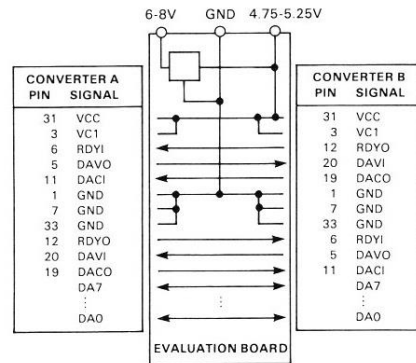 6-8V GND 4.75-5.25V
CONVERTER A
PIN SIGNAL
31 VCC
3 VC1
6 RDYI
5 DAVO
11 DACI
1 GND
7 GND
33 GND
12 RDYO
20 DAVI
19 DACO
DA7
⋮
DA0
EVALUATION BOARD
CONVERTER B
PIN SIGNAL
31 VCC
3 VC1
12 RDYO
20 DAVI
19 DACO
1 GND
7 GND
33 GND
6 RDYI
5 DAVO
11 DACI
DA7
⋮
DA0